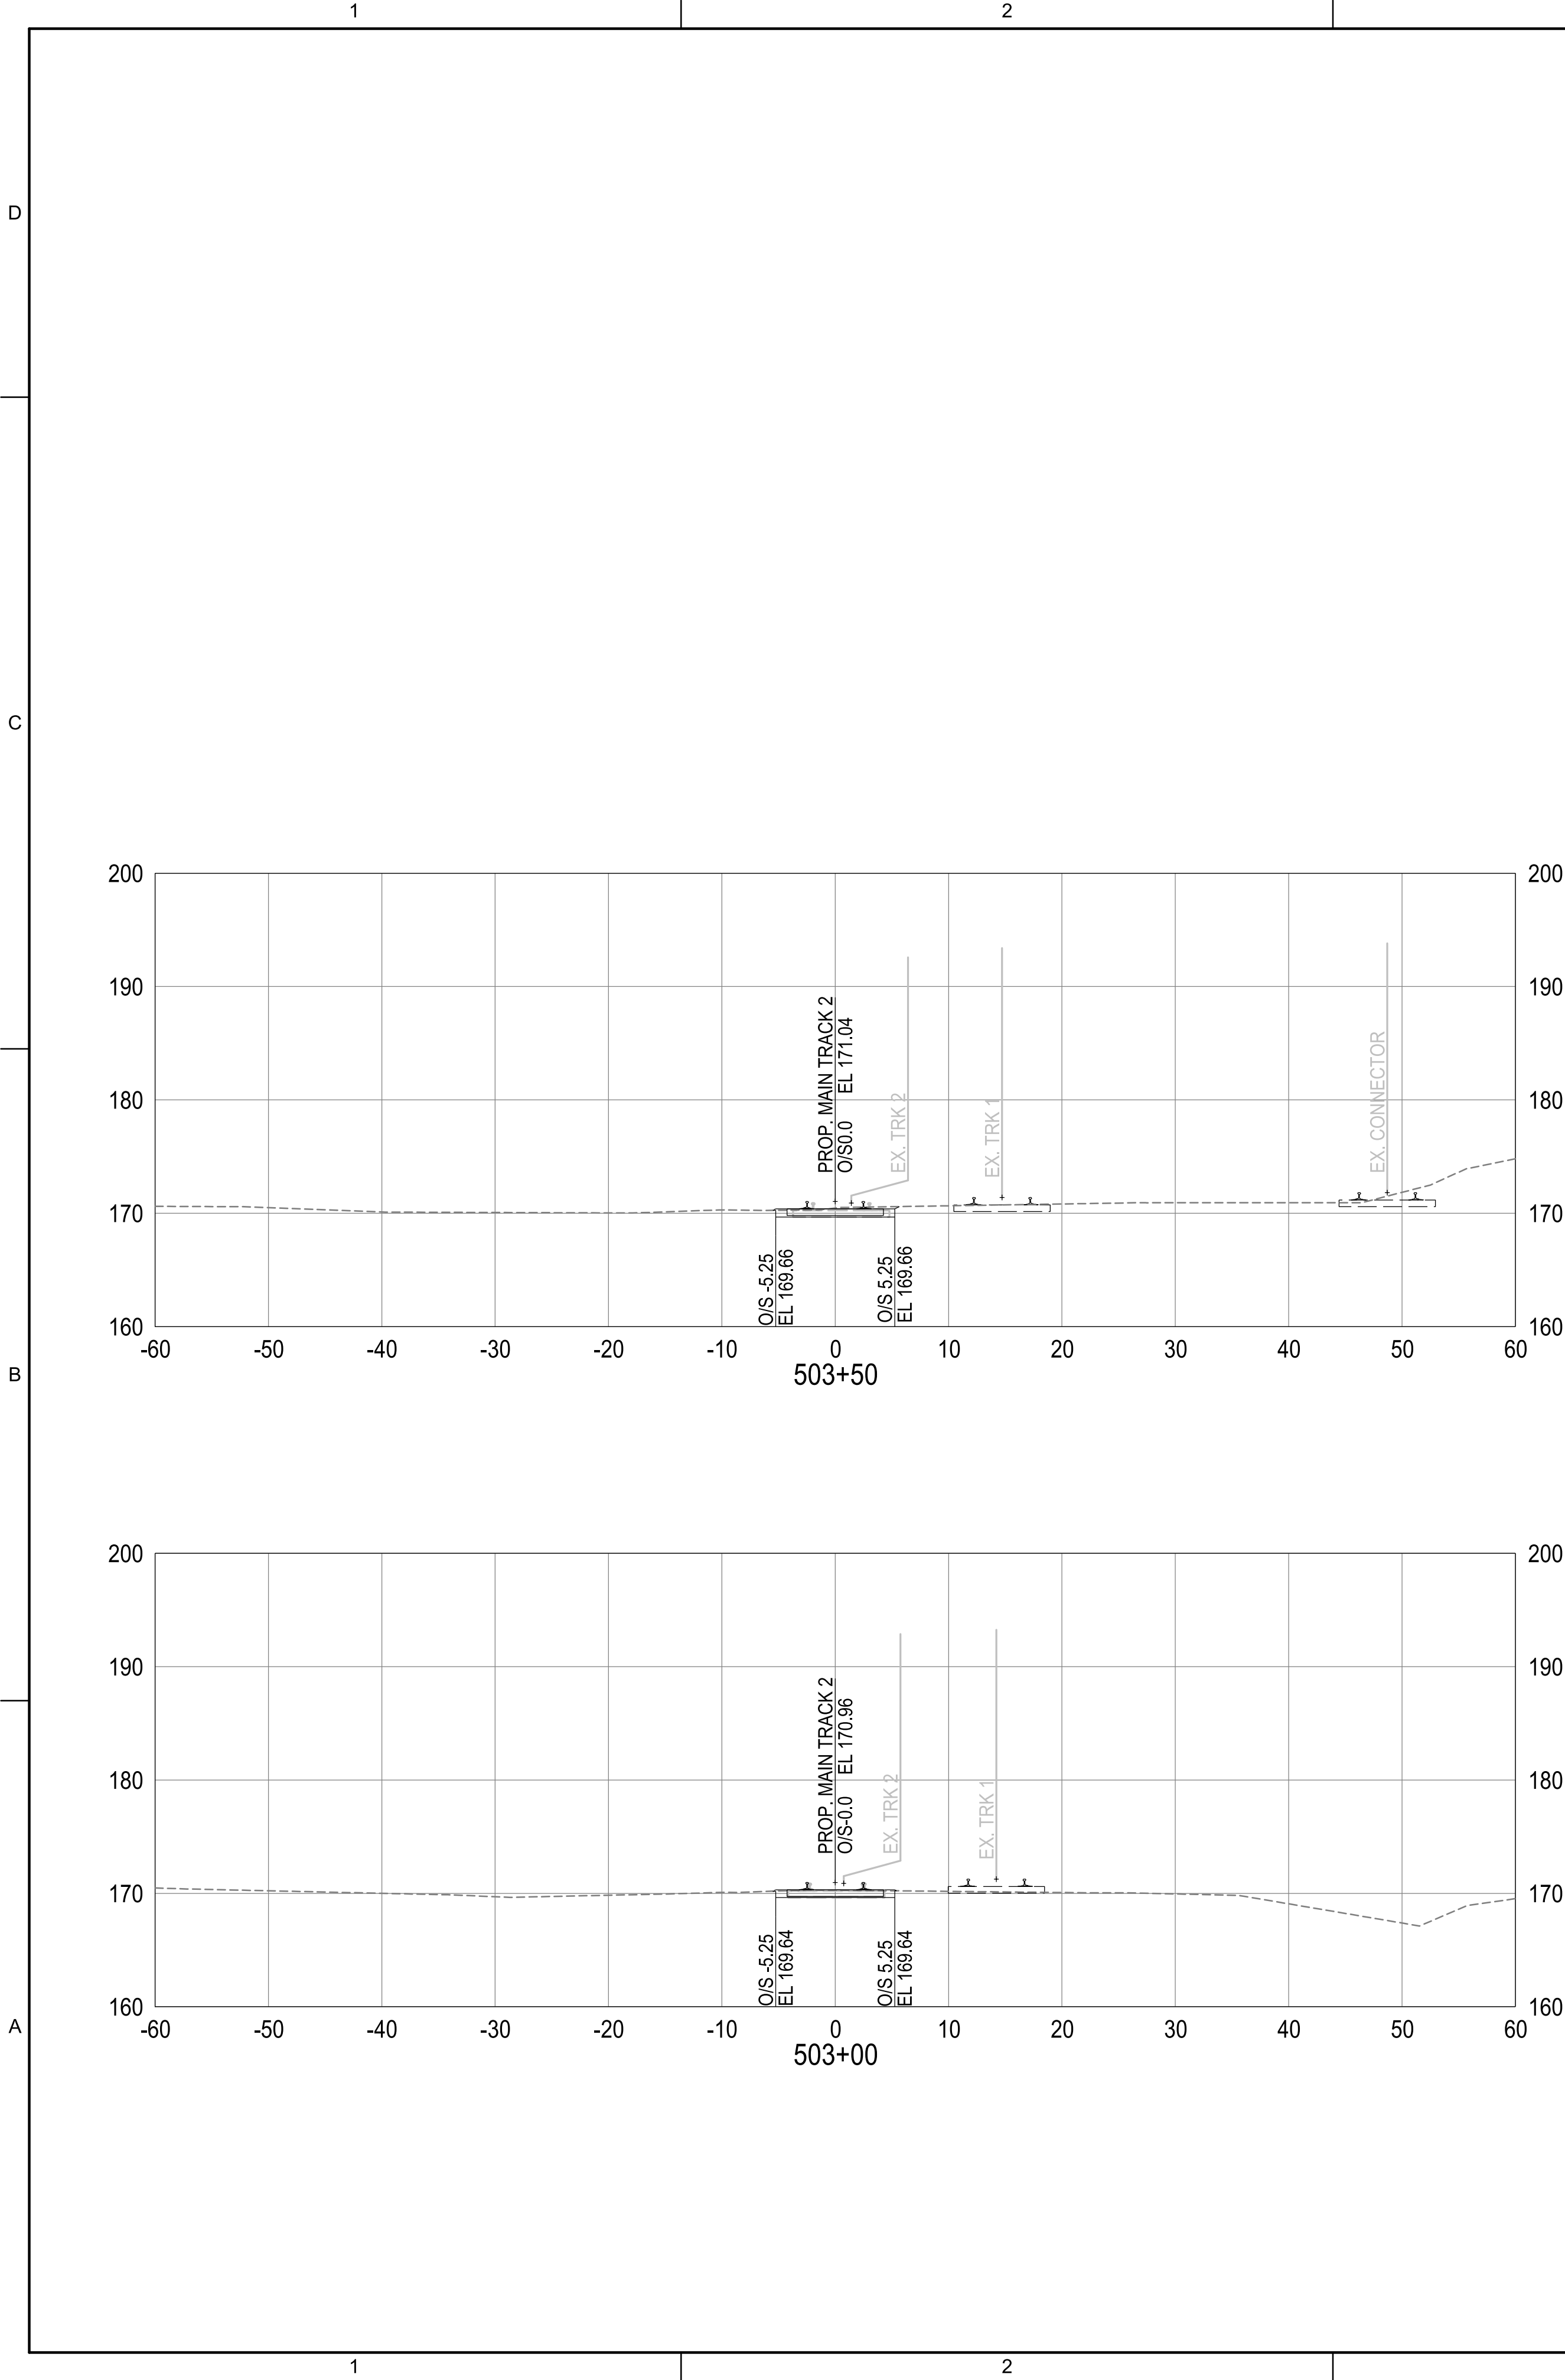 1 2
D
C
B
A
200 200
190 190
180 180
170 170
160 160
PROP. MAIN TRACK 2
O/S0.0 EL 171.04
EX. TRK 2
EX. TRK 1
EX. CONNECTOR
O/S -5.25
EL 169.66
O/S 5.25
EL 169.66
-60 -50 -40 -30 -20 -10 0 10 20 30 40 50 60
503+50
200 200
190 190
180 180
170 170
160 160
PROP. MAIN TRACK 2
O/S-0.0 EL 170.96
EX. TRK 2
EX. TRK 1
O/S -5.25
EL 169.64
O/S 5.25
EL 169.64
-60 -50 -40 -30 -20 -10 0 10 20 30 40 50 60
503+00
1 2